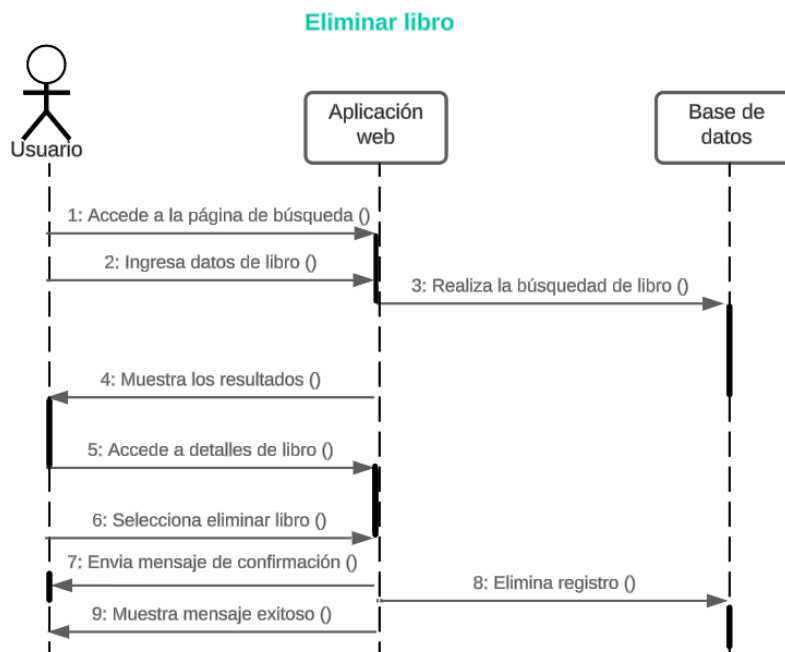 Eliminar libro
Usuario
Aplicación
web
Base de
datos
1: Accede a la página de búsqueda ()
2: Ingresa datos de libro ()
3: Realiza la búsquedad de libro ()
4: Muestra los resultados ()
5: Accede a detalles de libro ()
6: Selecciona eliminar libro ()
7: Envia mensaje de confirmación ()
8: Elimina registro ()
9: Muestra mensaje exitoso ()